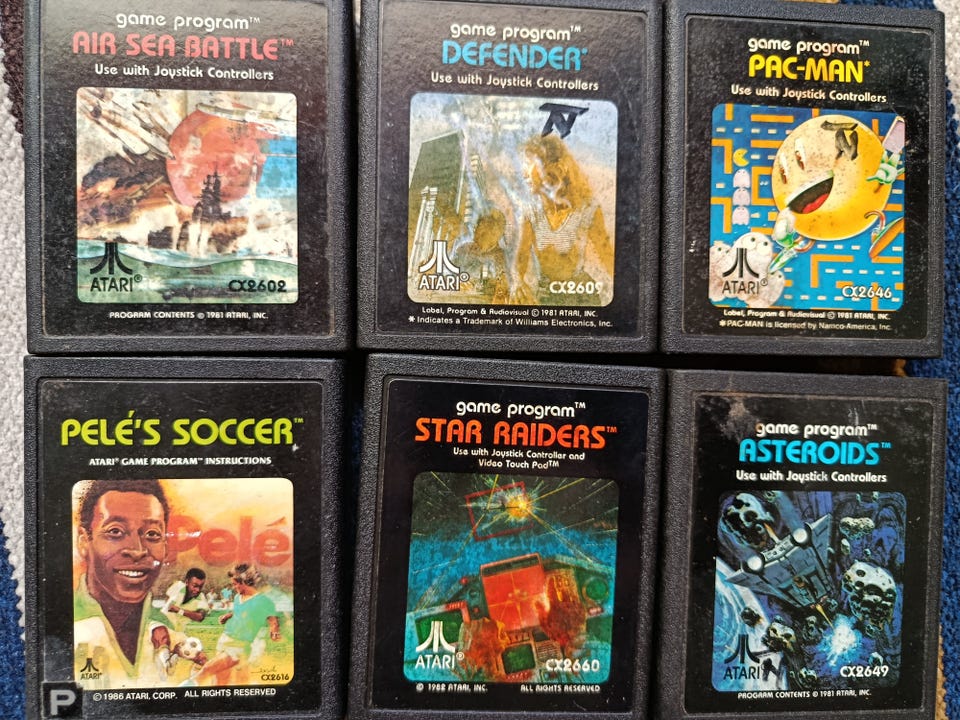 game program™
AIR SEA BATTLE™
Use with Joystick Controllers
ATARI®
CX2602
PROGRAM CONTENTS © 1981 ATARI, INC.
game program™
DEFENDER*
Use with Joystick Controllers
ATARI®
CX2609
Label, Program & Audiovisual © 1981 ATARI, INC.
* Indicates a Trademark of Williams Electronics, Inc.
game program™
PAC-MAN*
Use with Joystick Controllers
ATARI®
CX2646
Label, Program & Audiovisual © 1981 ATARI, INC.
*PAC-MAN is licensed by Namco-America, Inc.
PELÉ'S SOCCER™
ATARI® GAME PROGRAM™ INSTRUCTIONS
Pelé
ATARI®
CX2616
P
© 1986 ATARI, CORP. ALL RIGHTS RESERVED
game program™
STAR RAIDERS™
Use with Joystick Controller and
Video Touch Pad™
ATARI®
CX2660
© 1982 ATARI, INC. ALL RIGHTS RESERVED
game program™
ASTEROIDS™
Use with Joystick Controllers
ATARI®
CX2649
PROGRAM CONTENTS © 1981 ATARI, INC.